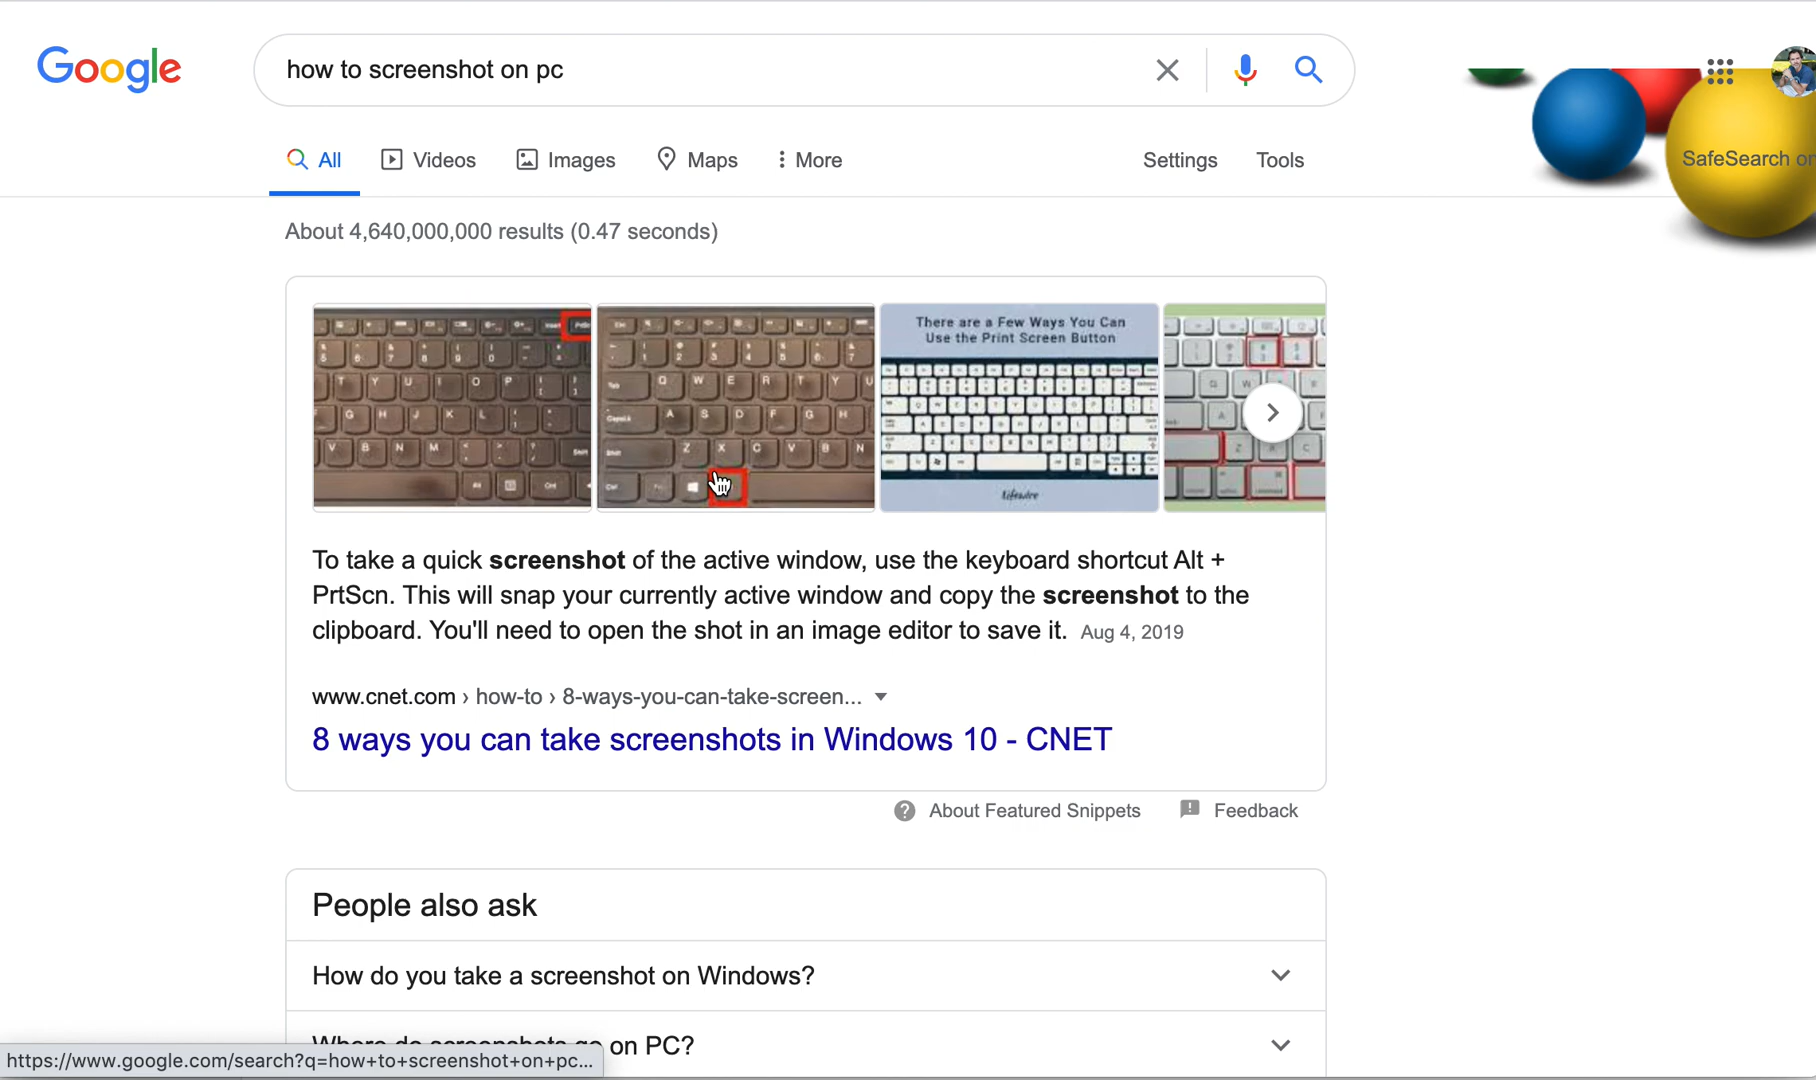 Google
how to screenshot on pc
All
Videos
Images
Maps
More
Settings
Tools
SafeSearch on
About 4,640,000,000 results (0.47 seconds)
There are a Few Ways You Can
Use the Print Screen Button
Lifewire
To take a quick screenshot of the active window, use the keyboard shortcut Alt +
PrtScn. This will snap your currently active window and copy the screenshot to the
clipboard. You'll need to open the shot in an image editor to save it. Aug 4, 2019
www.cnet.com › how-to › 8-ways-you-can-take-screen...
8 ways you can take screenshots in Windows 10 - CNET
About Featured Snippets
Feedback
People also ask
How do you take a screenshot on Windows?
Where do screenshots go on PC?
https://www.google.com/search?q=how+to+screenshot+on+pc...